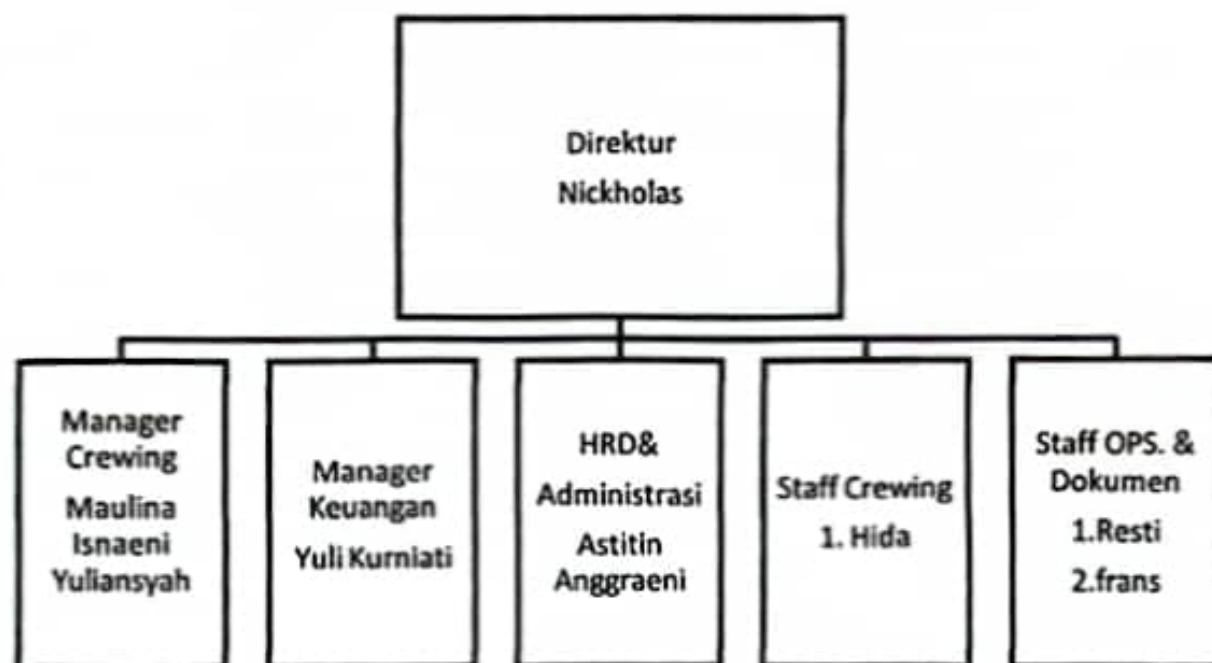 Direktur
Nickholas
Manager
Crewing
Maulina
Isnaeni
Yuliansyah
Manager
Keuangan
Yuli Kurniati
HRD&
Administrasi
Astitin
Anggraeni
Staff Crewing
1. Hida
Staff OPS. &
Dokumen
1.Resti
2.frans